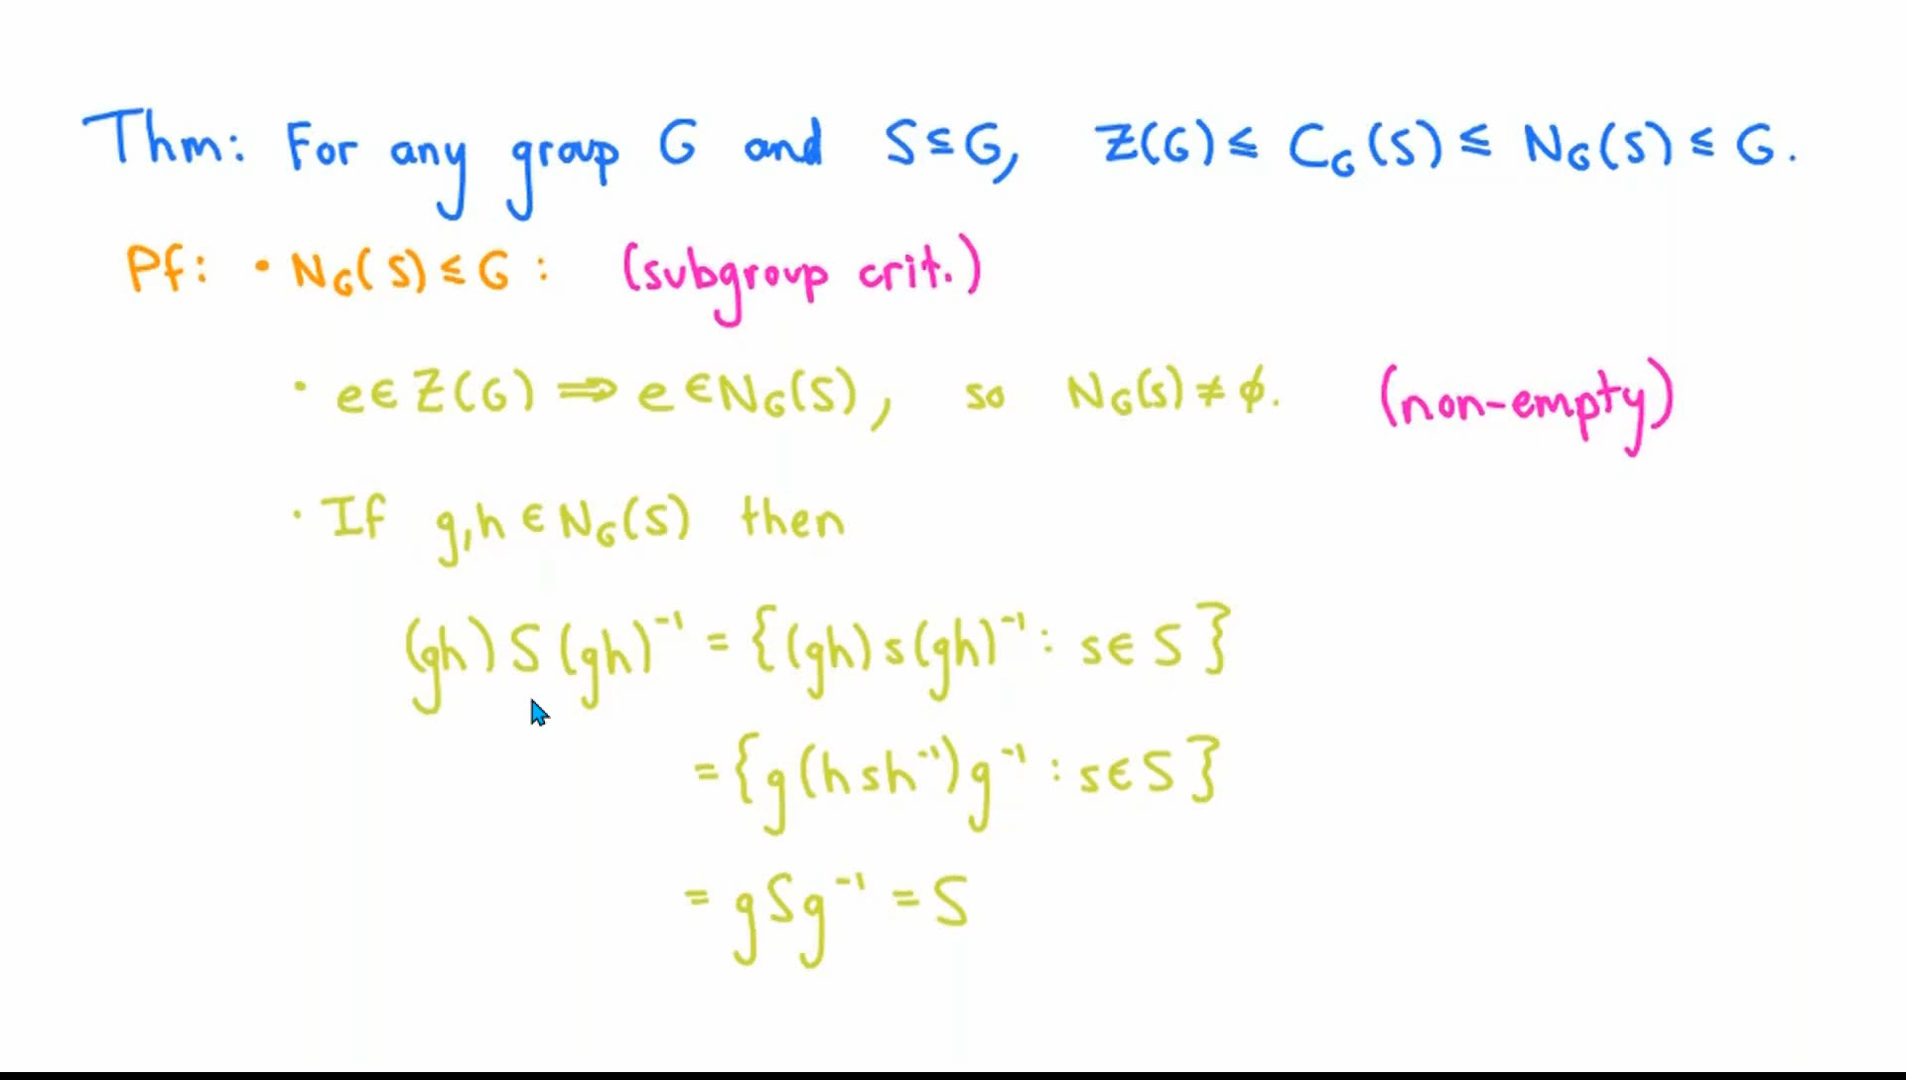 Thm: For any group G and S⊆G, Z(G) ≤ C_G(S) ≤ N_G(S) ≤ G.
Pf: • N_G(S) ≤ G : (subgroup crit.)
• e∈Z(G) ⟹ e∈N_G(S), so N_G(S) ≠ ∅. (non-empty)
• If g,h ∈ N_G(S) then
(gh) S (gh)⁻¹ = {(gh) s (gh)⁻¹ : s∈S}
= {g(hsh⁻¹)g⁻¹ : s∈S}
= gSg⁻¹ = S